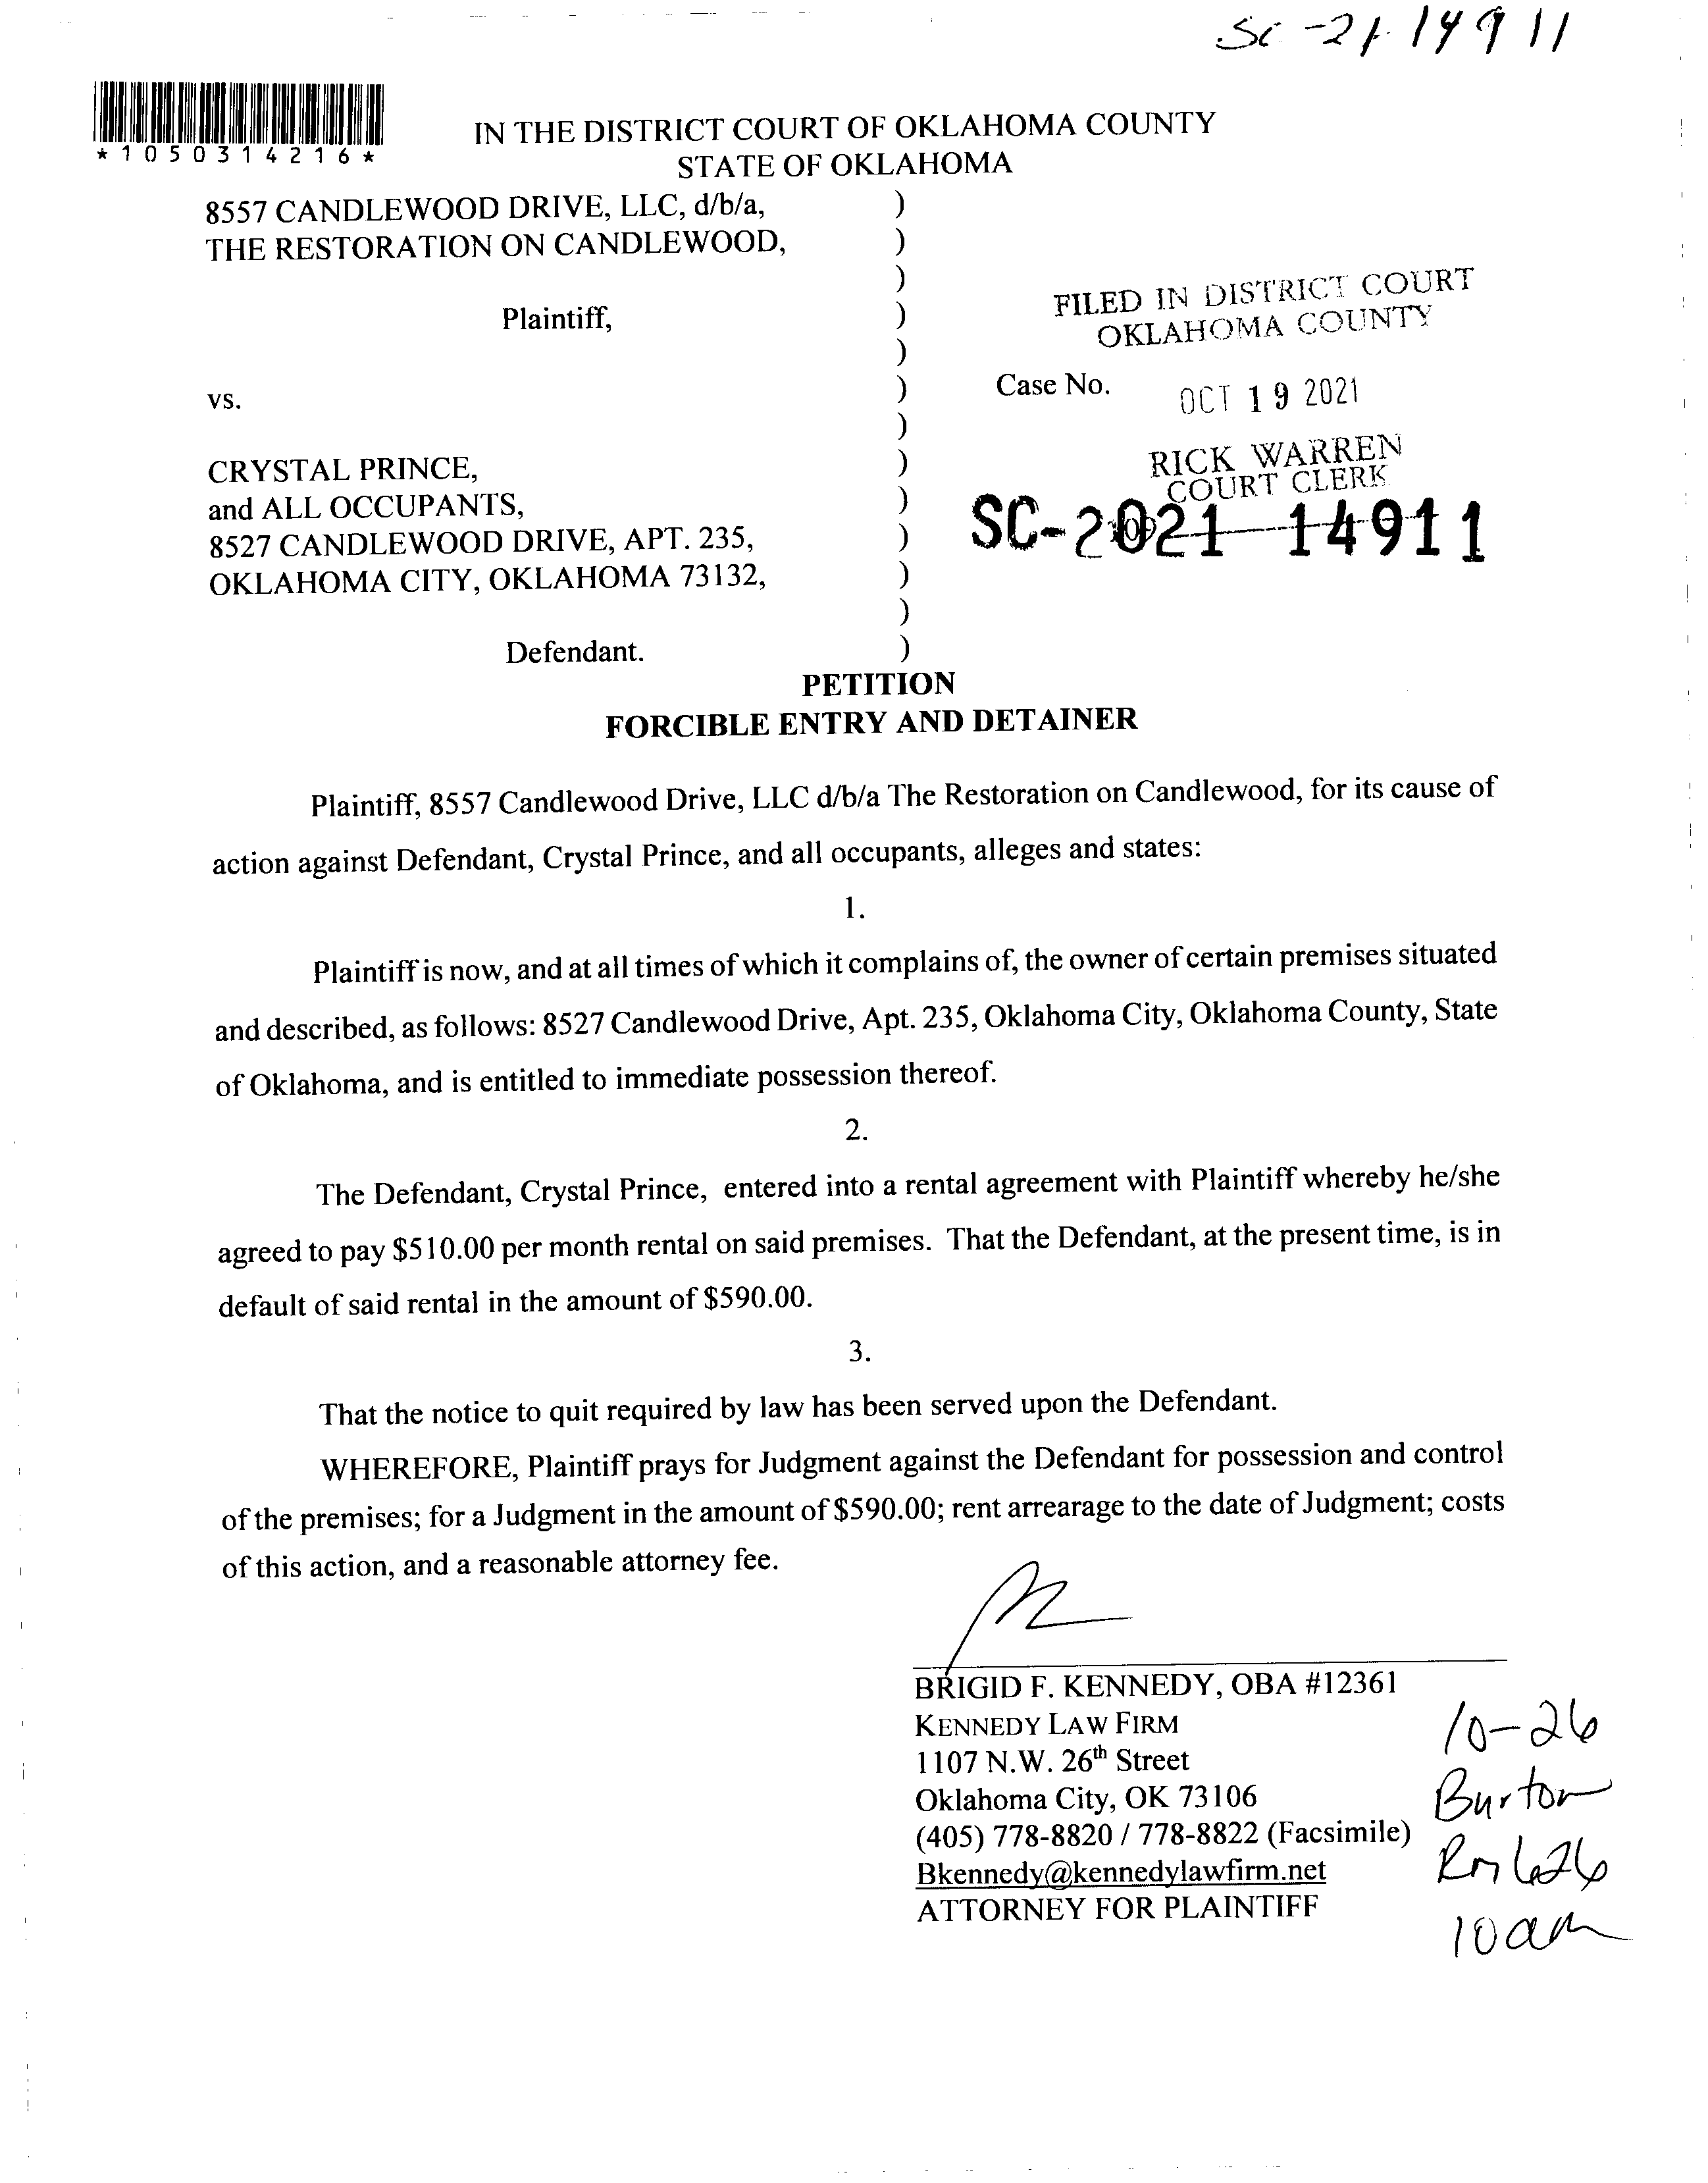 SC-21-14911
*1050314216*
IN THE DISTRICT COURT OF OKLAHOMA COUNTY
STATE OF OKLAHOMA
8557 CANDLEWOOD DRIVE, LLC, d/b/a, )
THE RESTORATION ON CANDLEWOOD, )
)
Plaintiff, )
)
vs. )
)
CRYSTAL PRINCE, )
and ALL OCCUPANTS, )
8527 CANDLEWOOD DRIVE, APT. 235, )
OKLAHOMA CITY, OKLAHOMA 73132, )
)
Defendant. )
FILED IN DISTRICT COURT
OKLAHOMA COUNTY
Case No.
OCT 19 2021
RICK WARREN
COURT CLERK
SC-2021 14911
PETITION
FORCIBLE ENTRY AND DETAINER
Plaintiff, 8557 Candlewood Drive, LLC d/b/a The Restoration on Candlewood, for its cause of
action against Defendant, Crystal Prince, and all occupants, alleges and states:
1.
Plaintiff is now, and at all times of which it complains of, the owner of certain premises situated
and described, as follows: 8527 Candlewood Drive, Apt. 235, Oklahoma City, Oklahoma County, State
of Oklahoma, and is entitled to immediate possession thereof.
2.
The Defendant, Crystal Prince, entered into a rental agreement with Plaintiff whereby he/she
agreed to pay $510.00 per month rental on said premises. That the Defendant, at the present time, is in
default of said rental in the amount of $590.00.
3.
That the notice to quit required by law has been served upon the Defendant.
WHEREFORE, Plaintiff prays for Judgment against the Defendant for possession and control
of the premises; for a Judgment in the amount of $590.00; rent arrearage to the date of Judgment; costs
of this action, and a reasonable attorney fee.
BRIGID F. KENNEDY, OBA #12361
KENNEDY LAW FIRM
1107 N.W. 26th Street
Oklahoma City, OK 73106
(405) 778-8820 / 778-8822 (Facsimile)
Bkennedy@kennedylawfirm.net
ATTORNEY FOR PLAINTIFF
10-26
Burton
Rm 626
10am